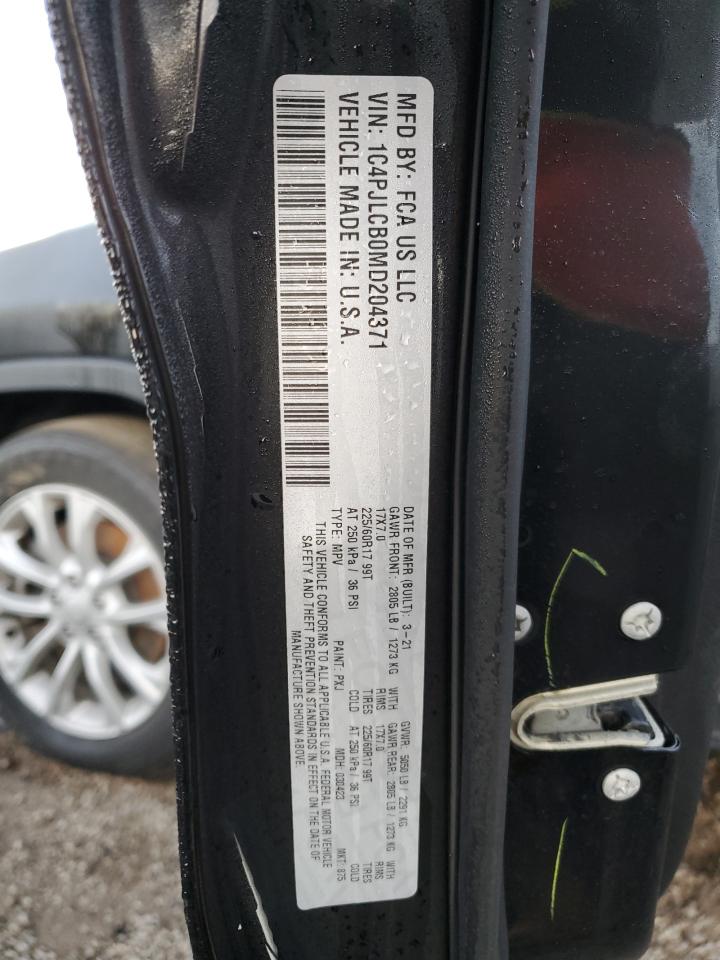 MFD BY: FCA US LLC
VIN: 1C4PJLCB0MD204371
VEHICLE MADE IN: U.S.A.
DATE OF MFR (BUILT): 3-21 GVWR: 5050 LB / 2291 KG
GAWR FRONT: 2805 LB / 1273 KG WITH GAWR REAR: 2805 LB / 1273 KG WITH
17X7.0 RIMS 17X7.0 RIMS
225/60R17 99T TIRES 225/60R17 99T TIRES
AT 250 kPa / 36 PSI COLD AT 250 kPa / 36 PSI COLD
TYPE: MPV PAINT: PXJ MDH: 030423 MKT: 875
THIS VEHICLE CONFORMS TO ALL APPLICABLE U.S.A. FEDERAL MOTOR VEHICLE
SAFETY AND THEFT PREVENTION STANDARDS IN EFFECT ON THE DATE OF
MANUFACTURE SHOWN ABOVE.